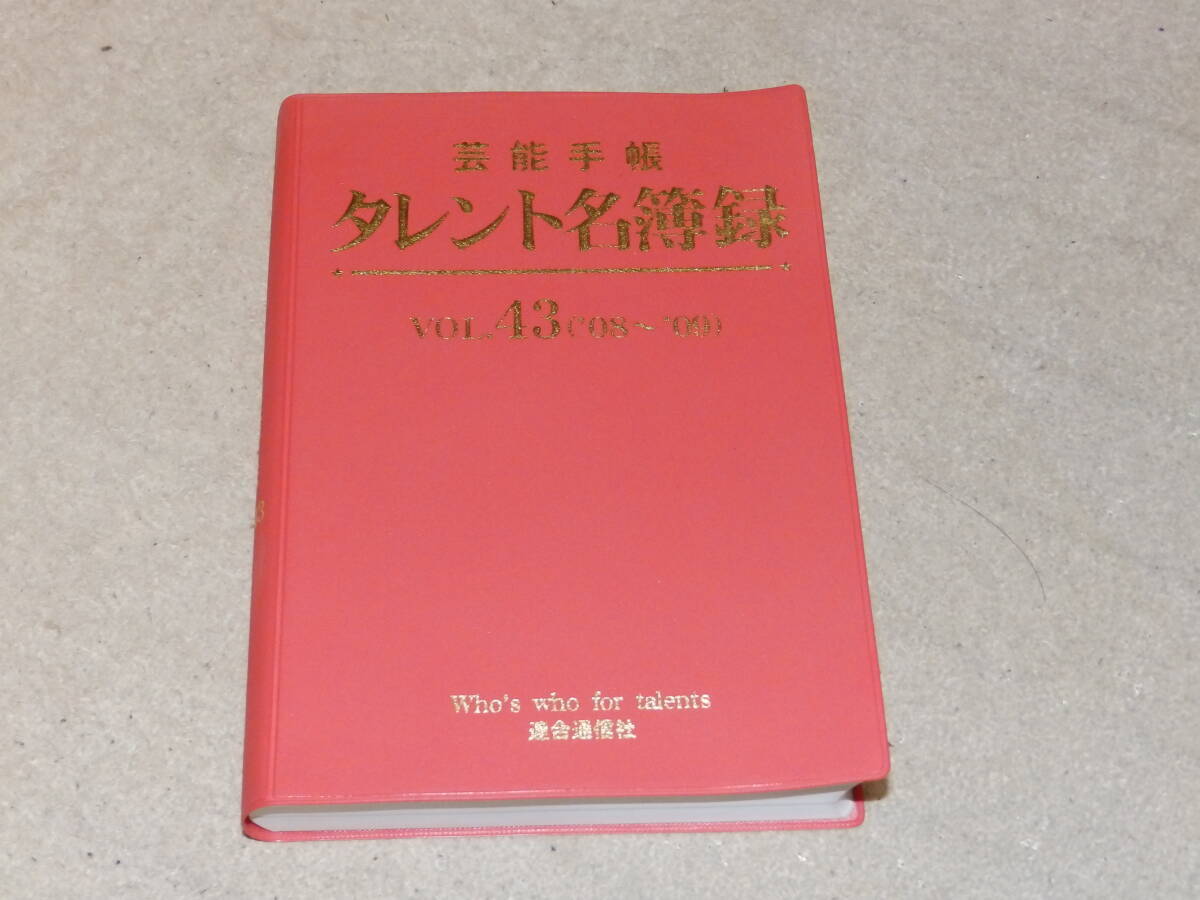 芸能手帳
タレント名簿録
VOL.43('08～'09)
Who's who for talents
連合通信社
3